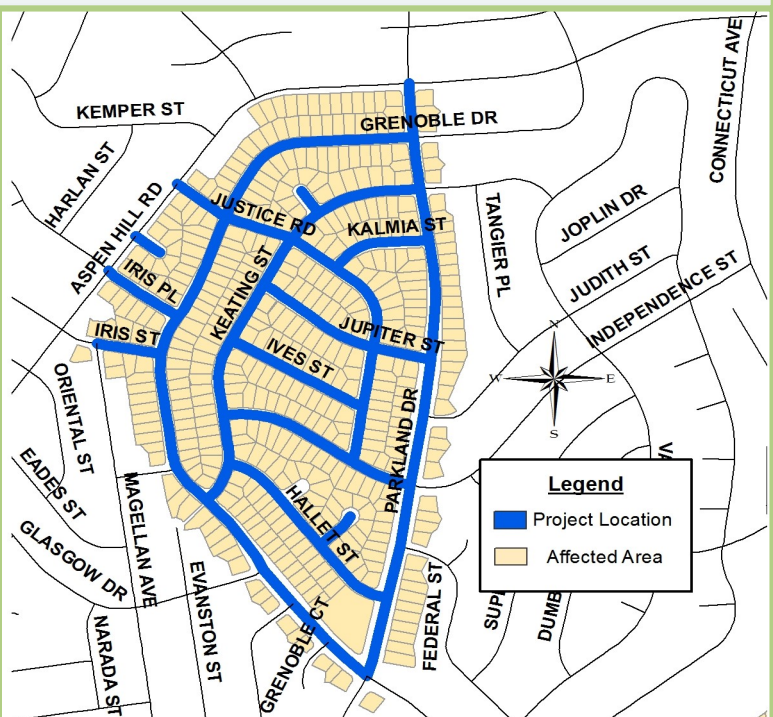 CONNECTICUT AVE
KEMPER ST
GRENOBLE DR
HARLAN ST
ASPEN HILL RD
JUSTICE RD
KALMIA ST
TANGIER PL
JOPLIN DR
JUDITH ST
INDEPENDENCE ST
IRIS PL
KEATING ST
IRIS ST
JUPITER ST
IVES ST
N
W
E
S
ORIENTAL ST
PARKLAND DR
EADES ST
MAGELLAN AVE
HALLET ST
GLASGOW DR
EVANSTON ST
NARADA ST
GRENOBLE CT
FEDERAL ST
VA
SUPE
DUMB
Legend
Project Location
Affected Area